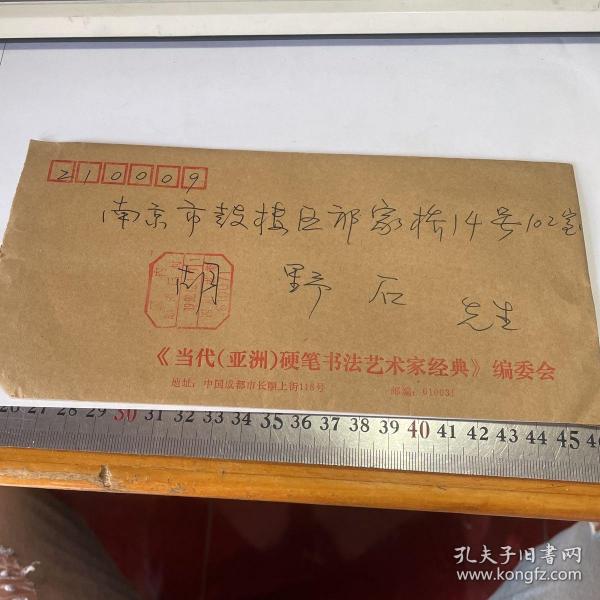 210009
南京市鼓楼区祁家桥14号102室
胡野石
先生
《当代(亚洲)硬笔书法艺术家经典》编委会
地址:中国成都市长顺上街118号 邮编:610031
26 27 28 29 30 31 32 33 34 35 36 37 38 39 40 41 42 43 44 45 46
孔夫子旧书网
www.kongfz.com